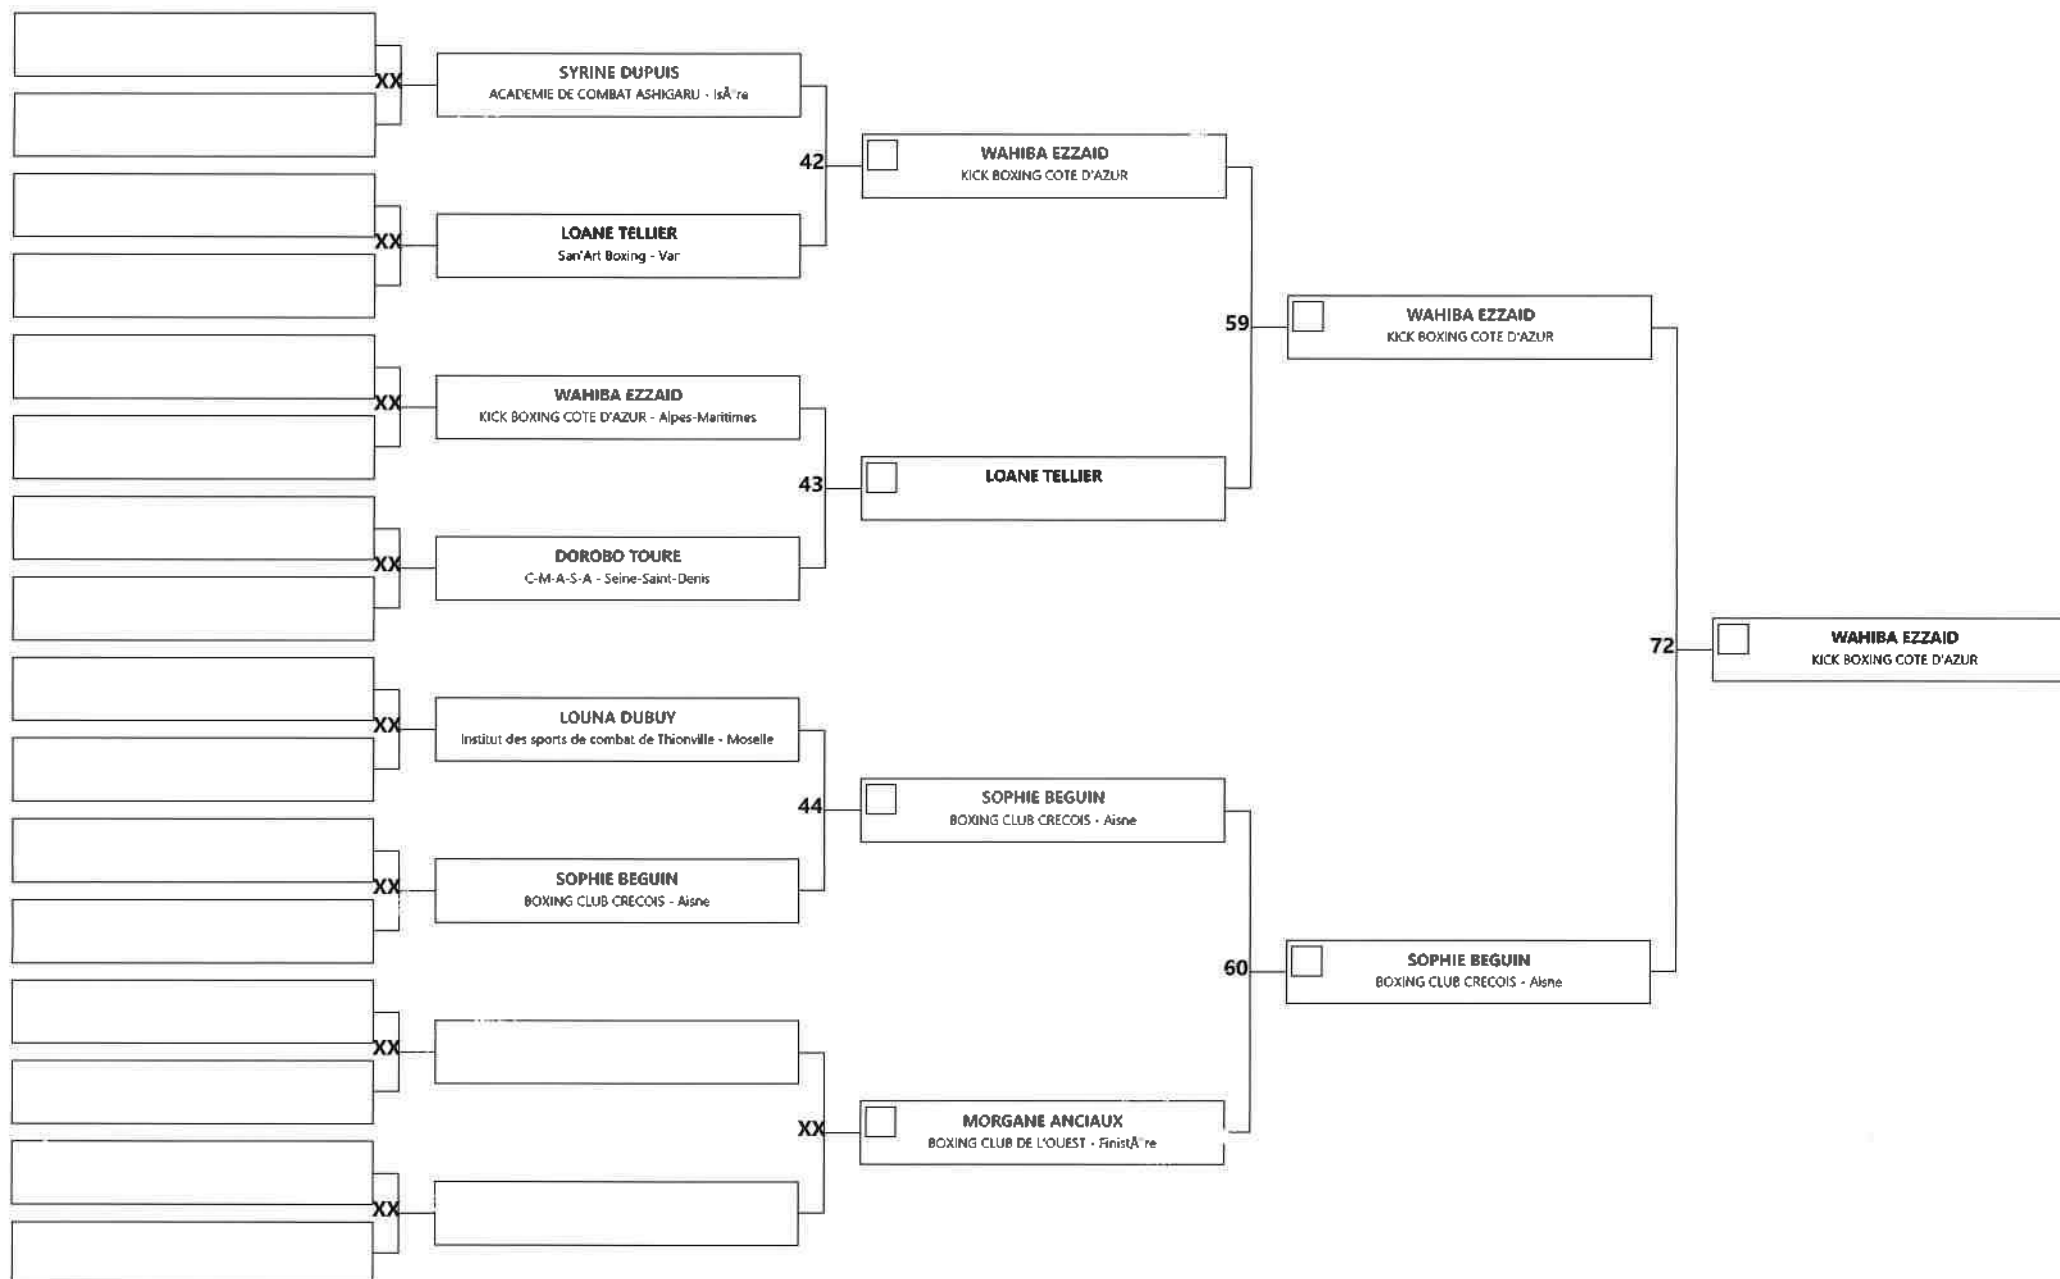 XX
SYRINE DUPUIS
ACADEMIE DE COMBAT ASHIGARU - IsÃ¨re
42
WAHIBA EZZAID
KICK BOXING COTE D'AZUR
XX
LOANE TELLIER
San'Art Boxing - Var
59
WAHIBA EZZAID
KICK BOXING COTE D'AZUR
XX
WAHIBA EZZAID
KICK BOXING COTE D'AZUR - Alpes-Maritimes
43
LOANE TELLIER
XX
DOROBO TOURE
C-M-A-S-A - Seine-Saint-Denis
72
WAHIBA EZZAID
KICK BOXING COTE D'AZUR
XX
LOUNA DUBUY
Institut des sports de combat de Thionville - Moselle
44
SOPHIE BEGUIN
BOXING CLUB CRECOIS - Aisne
XX
SOPHIE BEGUIN
BOXING CLUB CRECOIS - Aisne
60
SOPHIE BEGUIN
BOXING CLUB CRECOIS - Aisne
XX
XX
MORGANE ANCIAUX
BOXING CLUB DE L'OUEST - FinistÃ¨re
XX